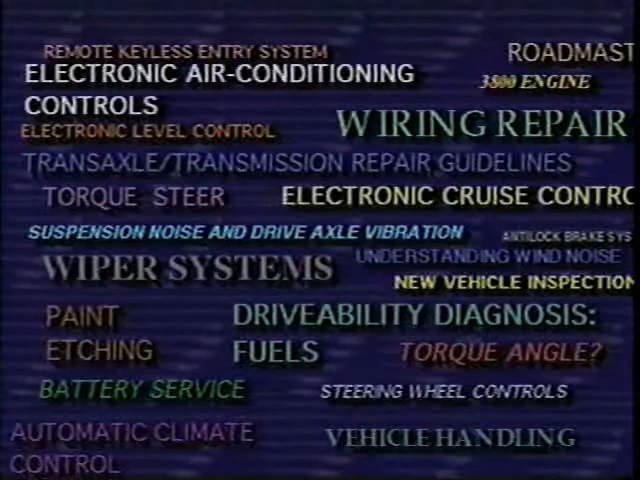 REMOTE KEYLESS ENTRY SYSTEM
ROADMAST
ELECTRONIC AIR-CONDITIONING
CONTROLS
3800 ENGINE
ELECTRONIC LEVEL CONTROL
WIRING REPAIR
TRANSAXLE/TRANSMISSION REPAIR GUIDELINES
TORQUE STEER
ELECTRONIC CRUISE CONTRO
SUSPENSION NOISE AND DRIVE AXLE VIBRATION
ANTILOCK BRAKE SYS
WIPER SYSTEMS
UNDERSTANDING WIND NOISE
NEW VEHICLE INSPECTION
PAINT
ETCHING
DRIVEABILITY DIAGNOSIS:
FUELS
TORQUE ANGLE?
BATTERY SERVICE
STEERING WHEEL CONTROLS
AUTOMATIC CLIMATE
CONTROL
VEHICLE HANDLING